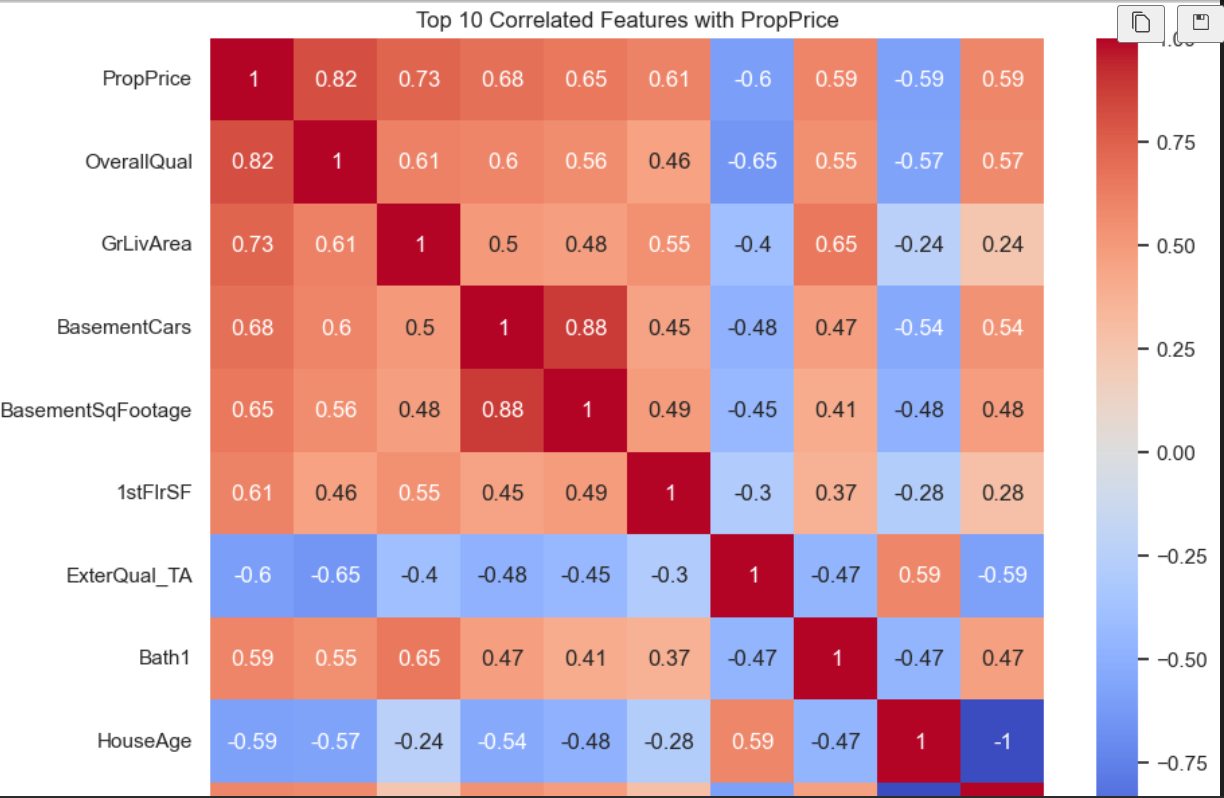 Top 10 Correlated Features with PropPrice
PropPrice 1 0.82 0.73 0.68 0.65 0.61 -0.6 0.59 -0.59 0.59
OverallQual 0.82 1 0.61 0.6 0.56 0.46 -0.65 0.55 -0.57 0.57
GrLivArea 0.73 0.61 1 0.5 0.48 0.55 -0.4 0.65 -0.24 0.24
BasementCars 0.68 0.6 0.5 1 0.88 0.45 -0.48 0.47 -0.54 0.54
BasementSqFootage 0.65 0.56 0.48 0.88 1 0.49 -0.45 0.41 -0.48 0.48
1stFlrSF 0.61 0.46 0.55 0.45 0.49 1 -0.3 0.37 -0.28 0.28
ExterQual_TA -0.6 -0.65 -0.4 -0.48 -0.45 -0.3 1 -0.47 0.59 -0.59
Bath1 0.59 0.55 0.65 0.47 0.41 0.37 -0.47 1 -0.47 0.47
HouseAge -0.59 -0.57 -0.24 -0.54 -0.48 -0.28 0.59 -0.47 1 -1
1.00
0.75
0.50
0.25
0.00
−0.25
−0.50
−0.75